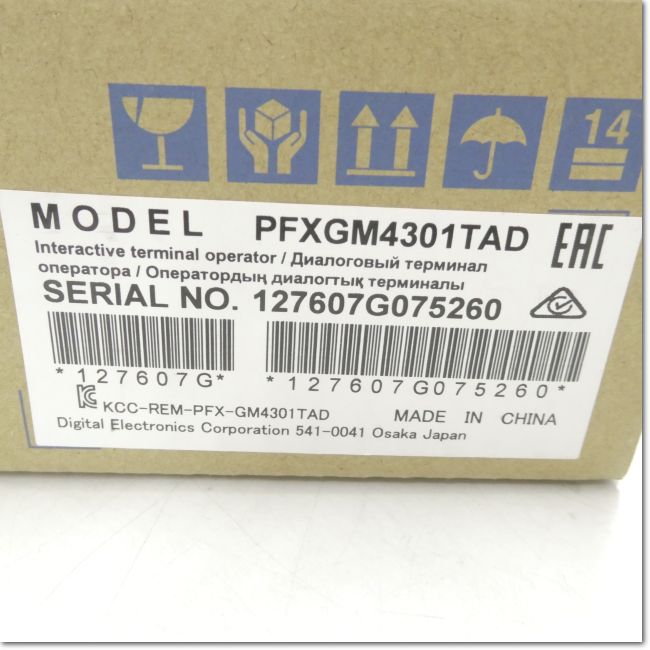 14
MODEL PFXGM4301TAD EAC
Interactive terminal operator / Диалоговый терминал
оператора / Оператордың диалогтық терминалы
SERIAL NO. 127607G075260
*127607G* *127607G075260*
KCC-REM-PFX-GM4301TAD MADE IN CHINA
Digital Electronics Corporation 541-0041 Osaka Japan